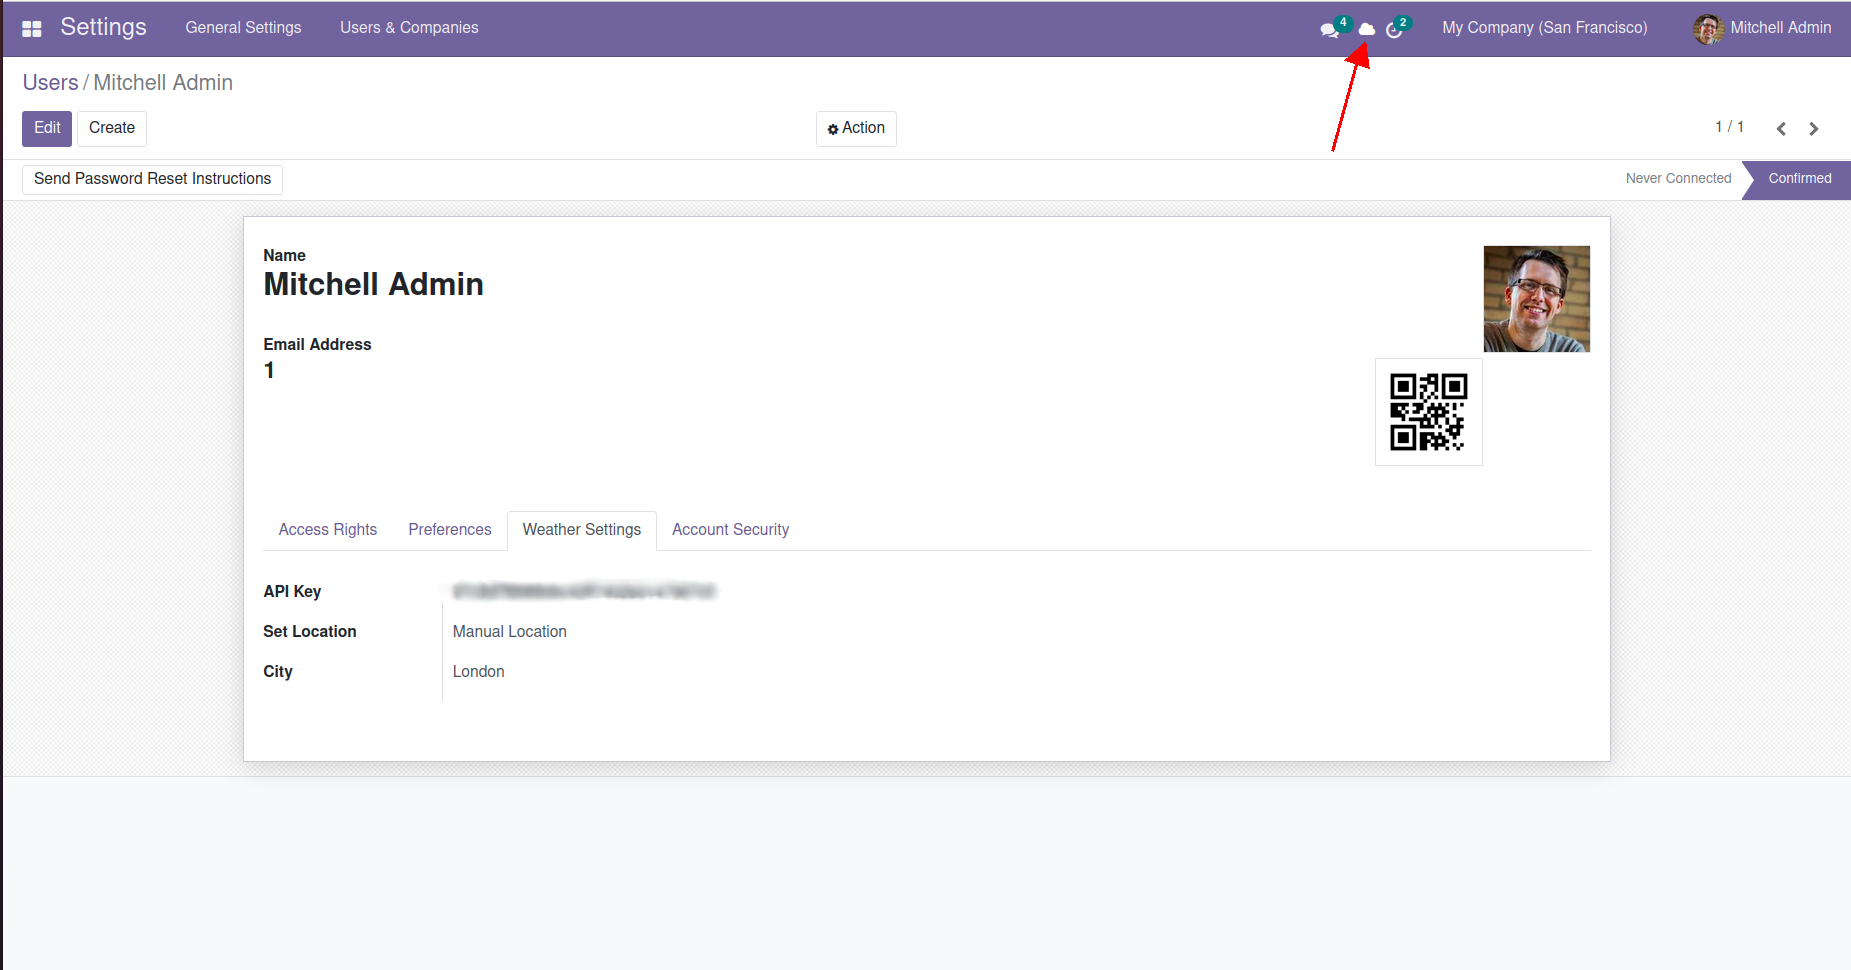 Settings General Settings Users & Companies 4 2 My Company (San Francisco) Mitchell Admin
Users / Mitchell Admin
Edit Create Action 1 / 1
Send Password Reset Instructions Never Connected Confirmed
Name
Mitchell Admin
Email Address
1
Access Rights Preferences Weather Settings Account Security
API Key
Set Location Manual Location
City London